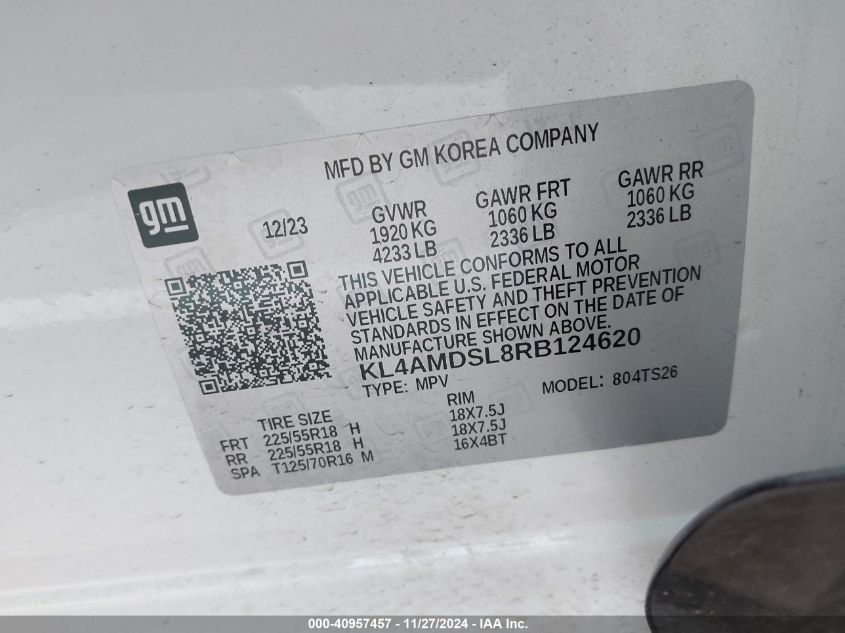 MFD BY GM KOREA COMPANY
gm
12/23
GVWR GAWR FRT GAWR RR
1920 KG 1060 KG 1060 KG
4233 LB 2336 LB 2336 LB
THIS VEHICLE CONFORMS TO ALL
APPLICABLE U.S. FEDERAL MOTOR
VEHICLE SAFETY AND THEFT PREVENTION
STANDARDS IN EFFECT ON THE DATE OF
MANUFACTURE SHOWN ABOVE.
KL4AMDSL8RB124620
TYPE: MPV MODEL: 804TS26
TIRE SIZE RIM
FRT 225/55R18 H 18X7.5J
RR 225/55R18 H 18X7.5J
SPA T125/70R16 M 16X4BT
000-40957457 - 11/27/2024 - IAA Inc.